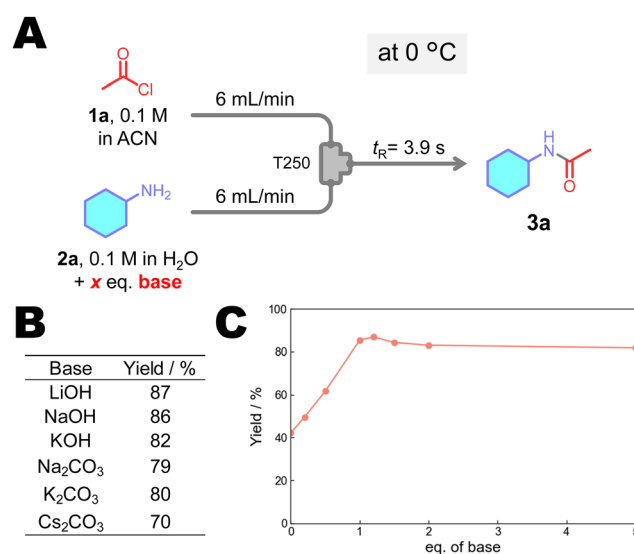 A
at 0 °C
O
Cl
1a, 0.1 M
in ACN
6 mL/min
T250
tR= 3.9 s
6 mL/min
NH2
2a, 0.1 M in H2O
+ x eq. base
H
N
O
3a
B
Base Yield / %
LiOH 87
NaOH 86
KOH 82
Na2CO3 79
K2CO3 80
Cs2CO3 70
C
Yield / %
100
80
60
40
20
0
0 1 2 3 4 5
eq. of base